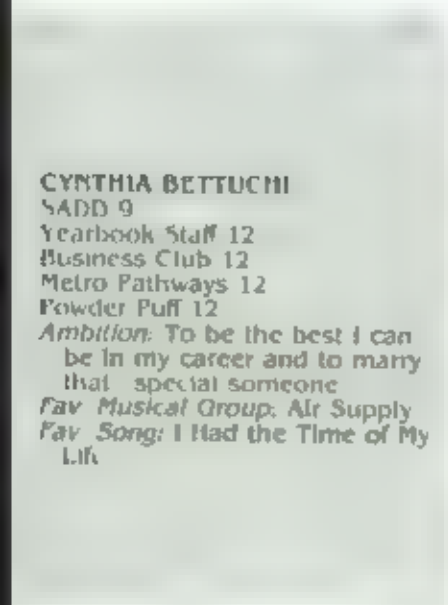 CYNTHIA BETTUCHI
SADD 9
Yearbook Staff 12
Business Club 12
Metro Pathways 12
Powder Puff 12
Ambition: To be the best I can
be in my career and to marry
that special someone
Fav Musical Group: Air Supply
Fav Song: I Had the Time of My
Life